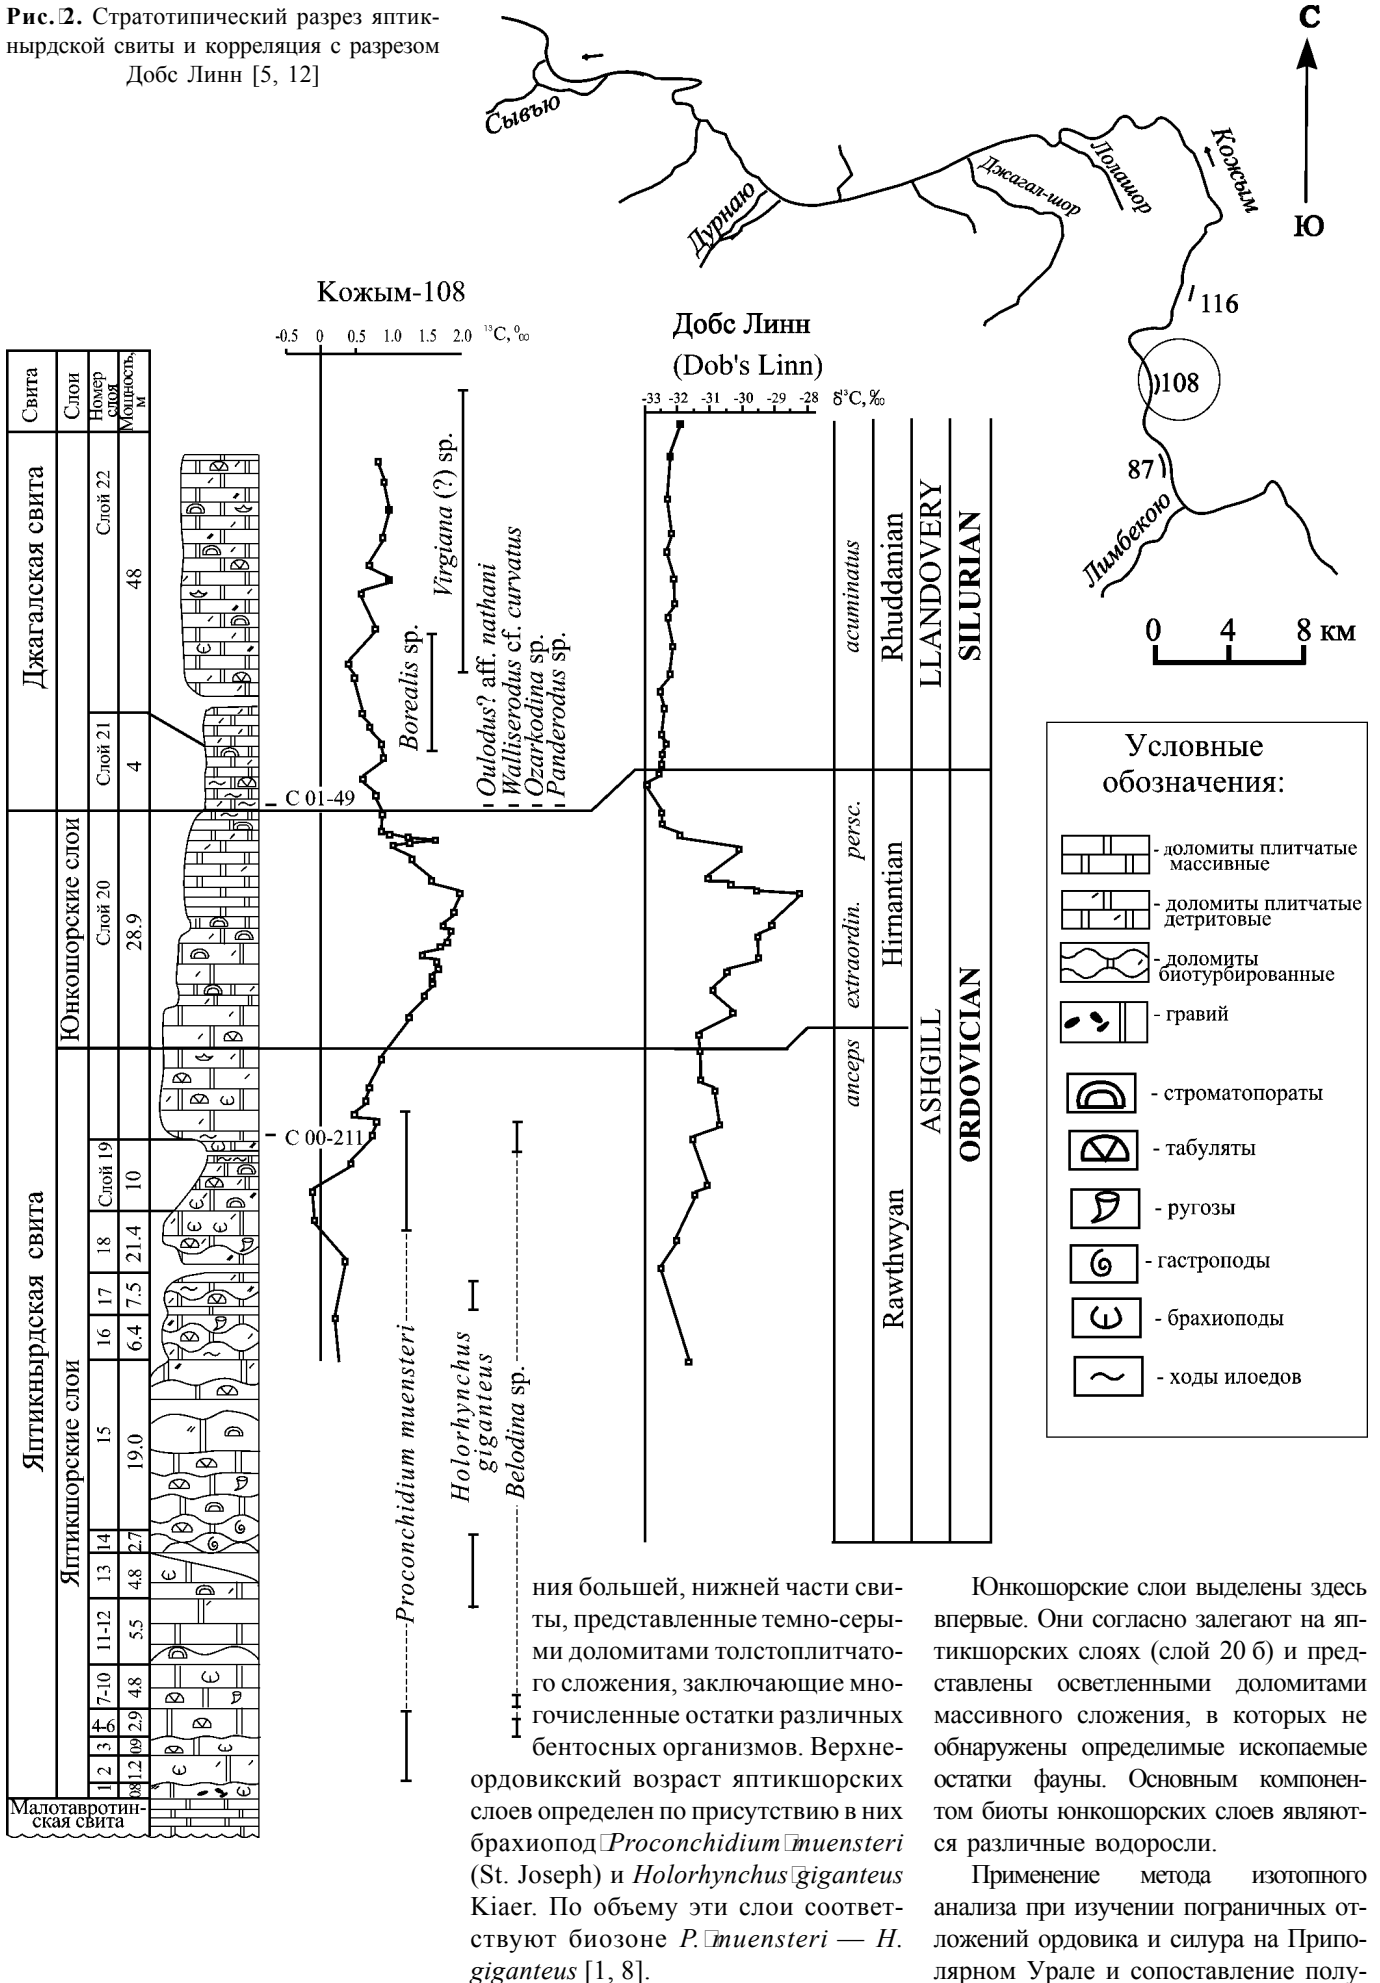 Рис. 2. Стратотипический разрез яптик-
нырдской свиты и корреляция с разрезом
Добс Линн [5, 12]
С
Ю
Сывъю
Дурнаю
Джагал-шор
Лолашор
Кожым
116
108
87
Лимбекою
0 4 8 км
Кожым-108
-0.5 0 0.5 1.0 1.5 2.0 ¹³C, ⁰‰
Добс Линн
(Dob's Linn)
-33 -32 -31 -30 -29 -28 δ¹³C, ‰
Свита
Слои
Номер слоя
Мощность, м
Джагалская свита
Слой 22
48
Слой 21
4
Юнкошорские слои
Слой 20
28.9
Яптикнырдская свита
Яптикшорские слои
Слой 19
10
18
21.4
17
7.5
16
6.4
15
19.0
14
2.7
13
4.8
11-12
5.5
7-10
4.8
4-6
2.9
3
0.9
2
1.2
1
0.8
Малотавротин-
ская свита
С 01-49
С 00-211
Virgiana (?) sp.
Borealis sp.
Oulodus? aff. nathani
Walliserodus cf. curvatus
Ozarkodina sp.
Panderodus sp.
Proconchidium muensteri
Holorhynchus
giganteus
Belodina sp.
acuminatus
persc.
extraordin.
anceps
Rhuddanian
Hirnantian
Rawthwyan
LLANDOVERY
ASHGILL
SILURIAN
ORDOVICIAN
Условные
обозначения:
- доломиты плитчатые
массивные
- доломиты плитчатые
детритовые
- доломиты
биотурбированные
- гравий
- строматопораты
- табуляты
- ругозы
- гастроподы
- брахиоподы
- ходы илоедов
ния большей, нижней части сви-
ты, представленные темно-серы-
ми доломитами толстоплитчато-
го сложения, заключающие мно-
гочисленные остатки различных
бентосных организмов. Верхне-
ордовикский возраст яптикшорских
слоев определен по присутствию в них
брахиопод Proconchidium muensteri
(St. Joseph) и Holorhynchus giganteus
Kiaer. По объему эти слои соответ-
ствуют биозоне P. muensteri — H.
giganteus [1, 8].
Юнкошорские слои выделены здесь
впервые. Они согласно залегают на яп-
тикшорских слоях (слой 20 б) и пред-
ставлены осветленными доломитами
массивного сложения, в которых не
обнаружены определимые ископаемые
остатки фауны. Основным компонен-
том биоты юнкошорских слоев являют-
ся различные водоросли.
Применение метода изотопного
анализа при изучении пограничных от-
ложений ордовика и силура на Припо-
лярном Урале и сопоставление полу-